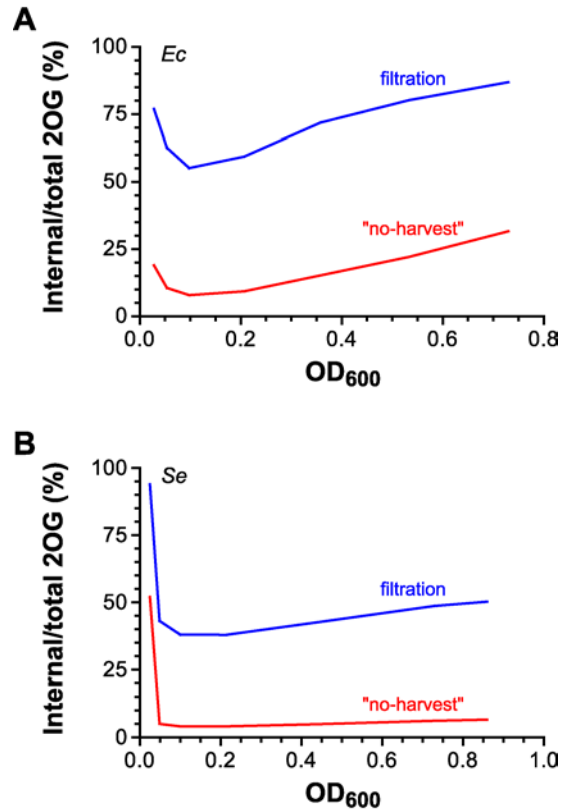 A
Ec
Internal/total 2OG (%)
100
75
50
25
0
filtration
"no-harvest"
0.0 0.2 0.4 0.6 0.8
OD600
B
Se
Internal/total 2OG (%)
100
75
50
25
0
filtration
"no-harvest"
0.0 0.2 0.4 0.6 0.8 1.0
OD600